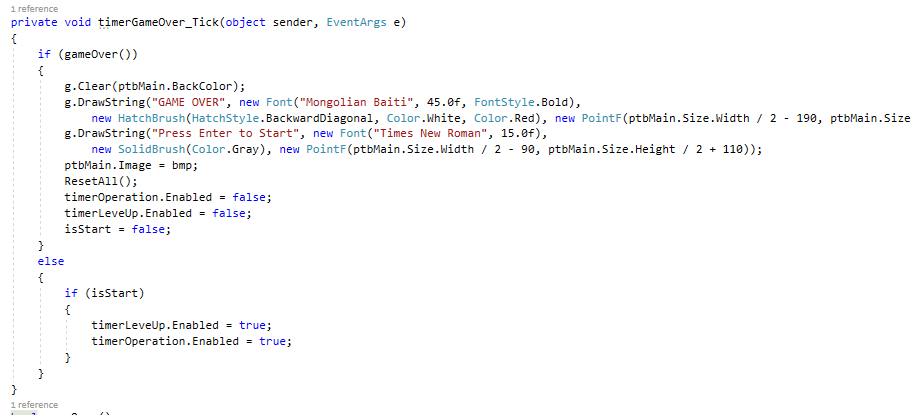 1 reference
private void timerGameOver_Tick(object sender, EventArgs e)
{
if (gameOver())
{
g.Clear(ptbMain.BackColor);
g.DrawString("GAME OVER", new Font("Mongolian Baiti", 45.0f, FontStyle.Bold),
new HatchBrush(HatchStyle.BackwardDiagonal, Color.White, Color.Red), new PointF(ptbMain.Size.Width / 2 - 190, ptbMain.Size
g.DrawString("Press Enter to Start", new Font("Times New Roman", 15.0f),
new SolidBrush(Color.Gray), new PointF(ptbMain.Size.Width / 2 - 90, ptbMain.Size.Height / 2 + 110));
ptbMain.Image = bmp;
ResetAll();
timerOperation.Enabled = false;
timerLeveUp.Enabled = false;
isStart = false;
}
else
{
if (isStart)
{
timerLeveUp.Enabled = true;
timerOperation.Enabled = true;
}
}
}
1 reference